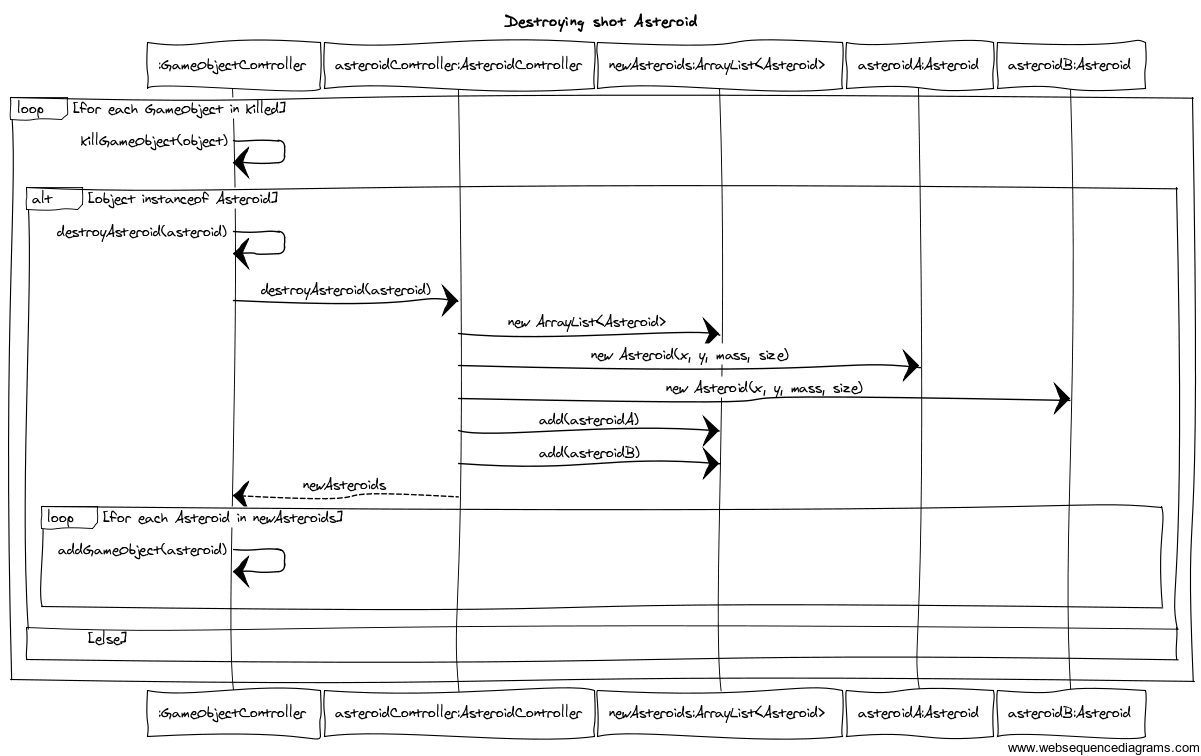 Destroying shot Asteroid
:GameObjectController
asteroidController:AsteroidController
newAsteroids:ArrayList<Asteroid>
asteroidA:Asteroid
asteroidB:Asteroid
loop [for each GameObject in killed]
killGameObject(object)
alt [object instanceof Asteroid]
destroyAsteroid(asteroid)
destroyAsteroid(asteroid)
new ArrayList<Asteroid>
new Asteroid(x, y, mass, size)
new Asteroid(x, y, mass, size)
add(asteroidA)
add(asteroidB)
newAsteroids
loop [for each Asteroid in newAsteroids]
addGameObject(asteroid)
[else]
:GameObjectController
asteroidController:AsteroidController
newAsteroids:ArrayList<Asteroid>
asteroidA:Asteroid
asteroidB:Asteroid
www.websequencediagrams.com